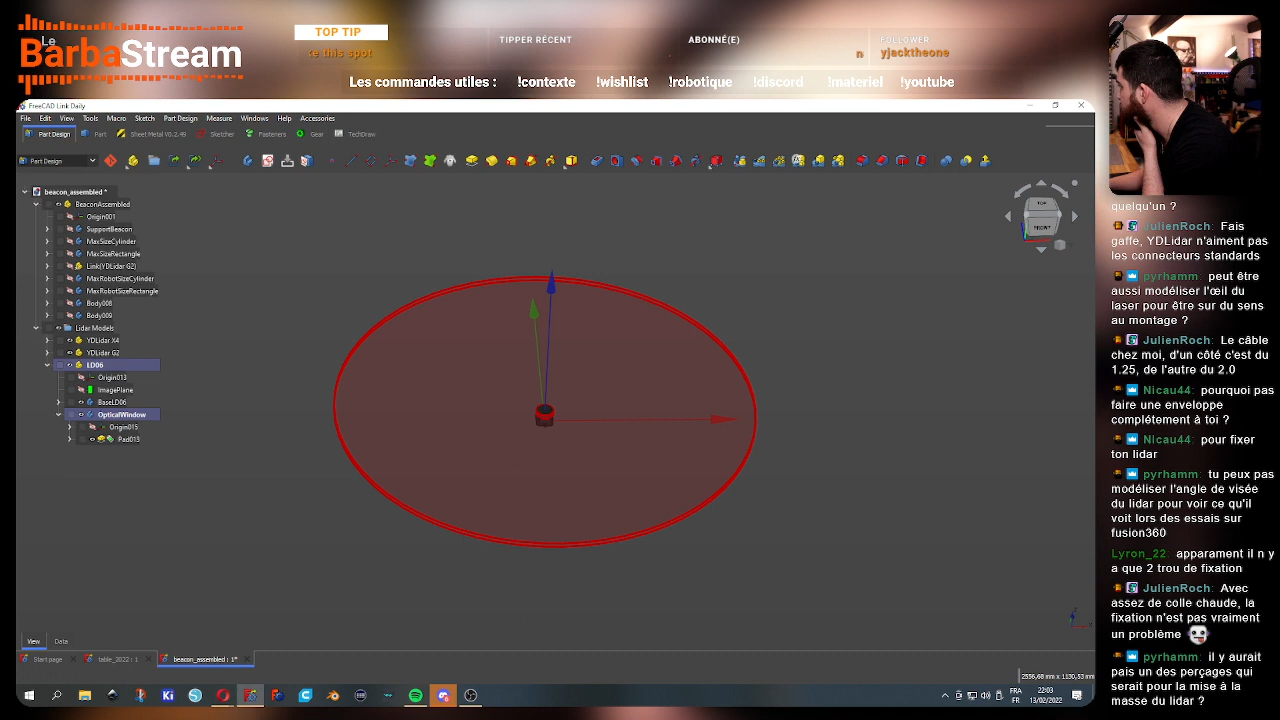 Le
BarbaStream
TOP TIP
ke this spot
TIPPER RÉCENT
ABONNÉ(E)
n
FOLLOWER
yjacktheone
Les commandes utiles : !contexte !wishlist !robotique !discord !materiel !youtube
FreeCAD Link Daily
File Edit View Tools Macro Sketch Part Design Measure Windows Help Accessories
Part Design Part Sheet Metal V0.2.49 Sketcher Fasteners Gear TechDraw
Part Design
beacon_assembled *
BeaconAssembled
Origin001
SupportBeacon
MaxSizeCylinder
MaxSizeRectangle
Link(YDLidar G2)
MaxRobotSizeCylinder
MaxRobotSizeRectangle
Body008
Body009
Lidar Models
YDLidar X4
YDLidar G2
LD06
Origin013
ImagePlane
BaseLD06
OpticalWindow
Origin015
Pad013
TOP
FRONT
View Data
Start page table_2022 : 1 beacon_assembled : 1*
2556,68 mm x 1130,53 mm
FRA
FR
22:03
13/02/2022
quelqu'un ?
JulienRoch: Fais
gaffe, YDLidar n'aiment pas
les connecteurs standards
pyrhamm: peut être
aussi modéliser l'œil du
laser pour être sur du sens
au montage ?
JulienRoch: Le câble
chez moi, d'un côté c'est du
1.25, de l'autre du 2.0
Nicau44: pourquoi pas
faire une enveloppe
complétement à toi ?
Nicau44: pour fixer
ton lidar
pyrhamm: tu peux pas
modéliser l'angle de visée
du lidar pour voir ce qu'il
voit lors des essais sur
fusion360
Lyron_22: apparament il n y
a que 2 trou de fixation
JulienRoch: Avec
assez de colle chaude, la
fixation n'est pas vraiment
un problème
pyrhamm: il y aurait
pais un des perçages qui
serait pour la mise à la
masse du lidar ?